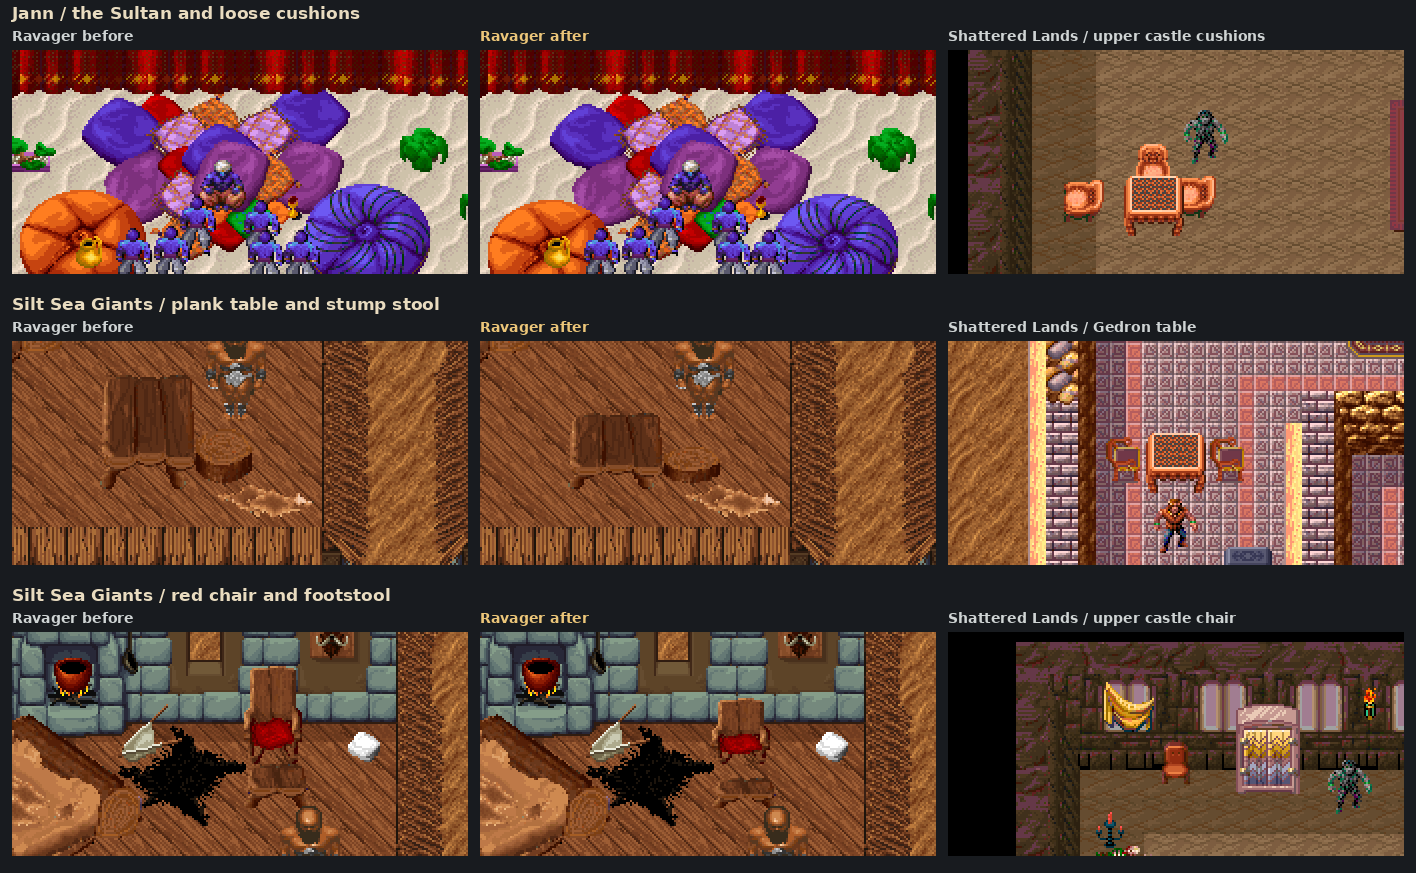 Jann / the Sultan and loose cushions
Ravager before
Ravager after
Shattered Lands / upper castle cushions
Silt Sea Giants / plank table and stump stool
Ravager before
Ravager after
Shattered Lands / Gedron table
Silt Sea Giants / red chair and footstool
Ravager before
Ravager after
Shattered Lands / upper castle chair